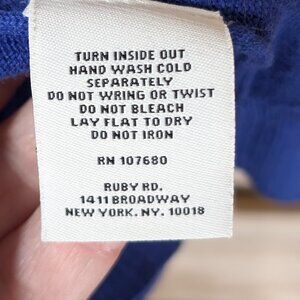 TURN INSIDE OUT
HAND WASH COLD
SEPARATELY
DO NOT WRING OR TWIST
DO NOT BLEACH
LAY FLAT TO DRY
DO NOT IRON
RN 107680
RUBY RD.
1411 BROADWAY
NEW YORK. NY. 10018